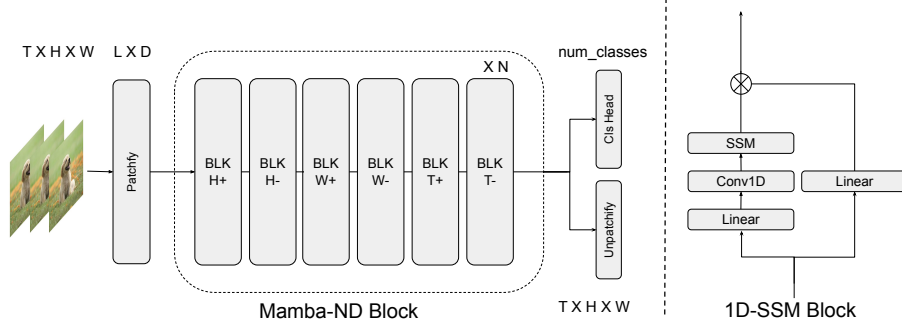 T X H X W
L X D
Patchfy
X N
BLK
H+
BLK
H-
BLK
W+
BLK
W-
BLK
T+
BLK
T-
Mamba-ND Block
num_classes
Cls Head
Unpatchify
T X H X W
SSM
Conv1D
Linear
Linear
1D-SSM Block